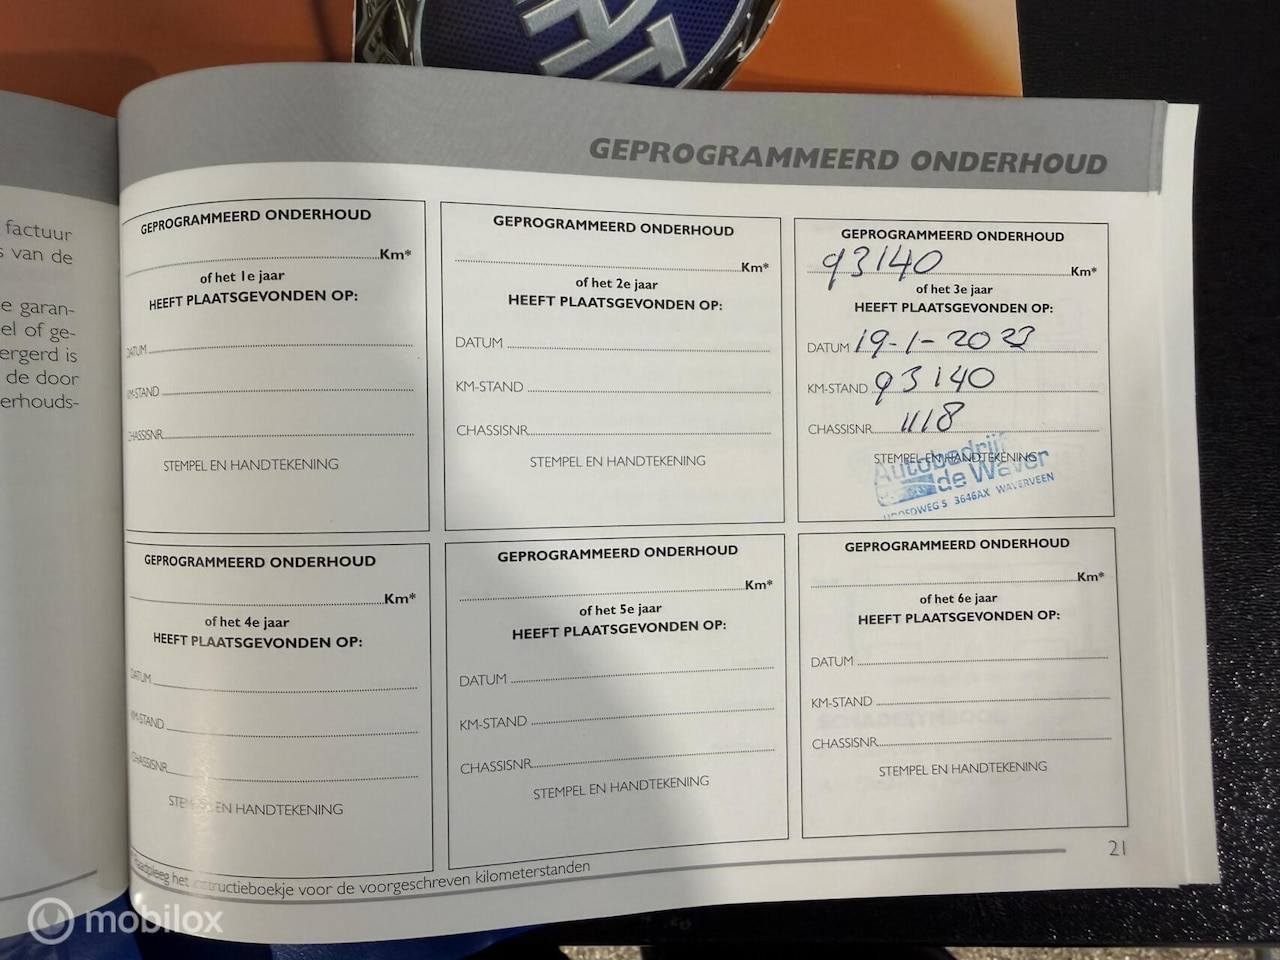 factuur
s van de
e garan-
el of ge-
ergerd is
de door
erhouds-
GEPROGRAMMEERD ONDERHOUD
GEPROGRAMMEERD ONDERHOUD
Km*
of het 1e jaar
HEEFT PLAATSGEVONDEN OP:
DATUM
KM-STAND
CHASSISNR.
STEMPEL EN HANDTEKENING
GEPROGRAMMEERD ONDERHOUD
Km*
of het 2e jaar
HEEFT PLAATSGEVONDEN OP:
DATUM
KM-STAND
CHASSISNR.
STEMPEL EN HANDTEKENING
GEPROGRAMMEERD ONDERHOUD
93140 Km*
of het 3e jaar
HEEFT PLAATSGEVONDEN OP:
DATUM 19-1-2023
KM-STAND 93140
CHASSISNR. 1118
STEMPEL EN HANDTEKENING
Autobedrijf
de Waver
HOOFDWEG 5 3646AX WAVERVEEN
GEPROGRAMMEERD ONDERHOUD
Km*
of het 4e jaar
HEEFT PLAATSGEVONDEN OP:
DATUM
KM-STAND
CHASSISNR.
STEMPEL EN HANDTEKENING
GEPROGRAMMEERD ONDERHOUD
Km*
of het 5e jaar
HEEFT PLAATSGEVONDEN OP:
DATUM
KM-STAND
CHASSISNR.
STEMPEL EN HANDTEKENING
GEPROGRAMMEERD ONDERHOUD
Km*
of het 6e jaar
HEEFT PLAATSGEVONDEN OP:
DATUM
KM-STAND
CHASSISNR.
STEMPEL EN HANDTEKENING
Raadpleeg het instructieboekje voor de voorgeschreven kilometerstanden
21
mobilox